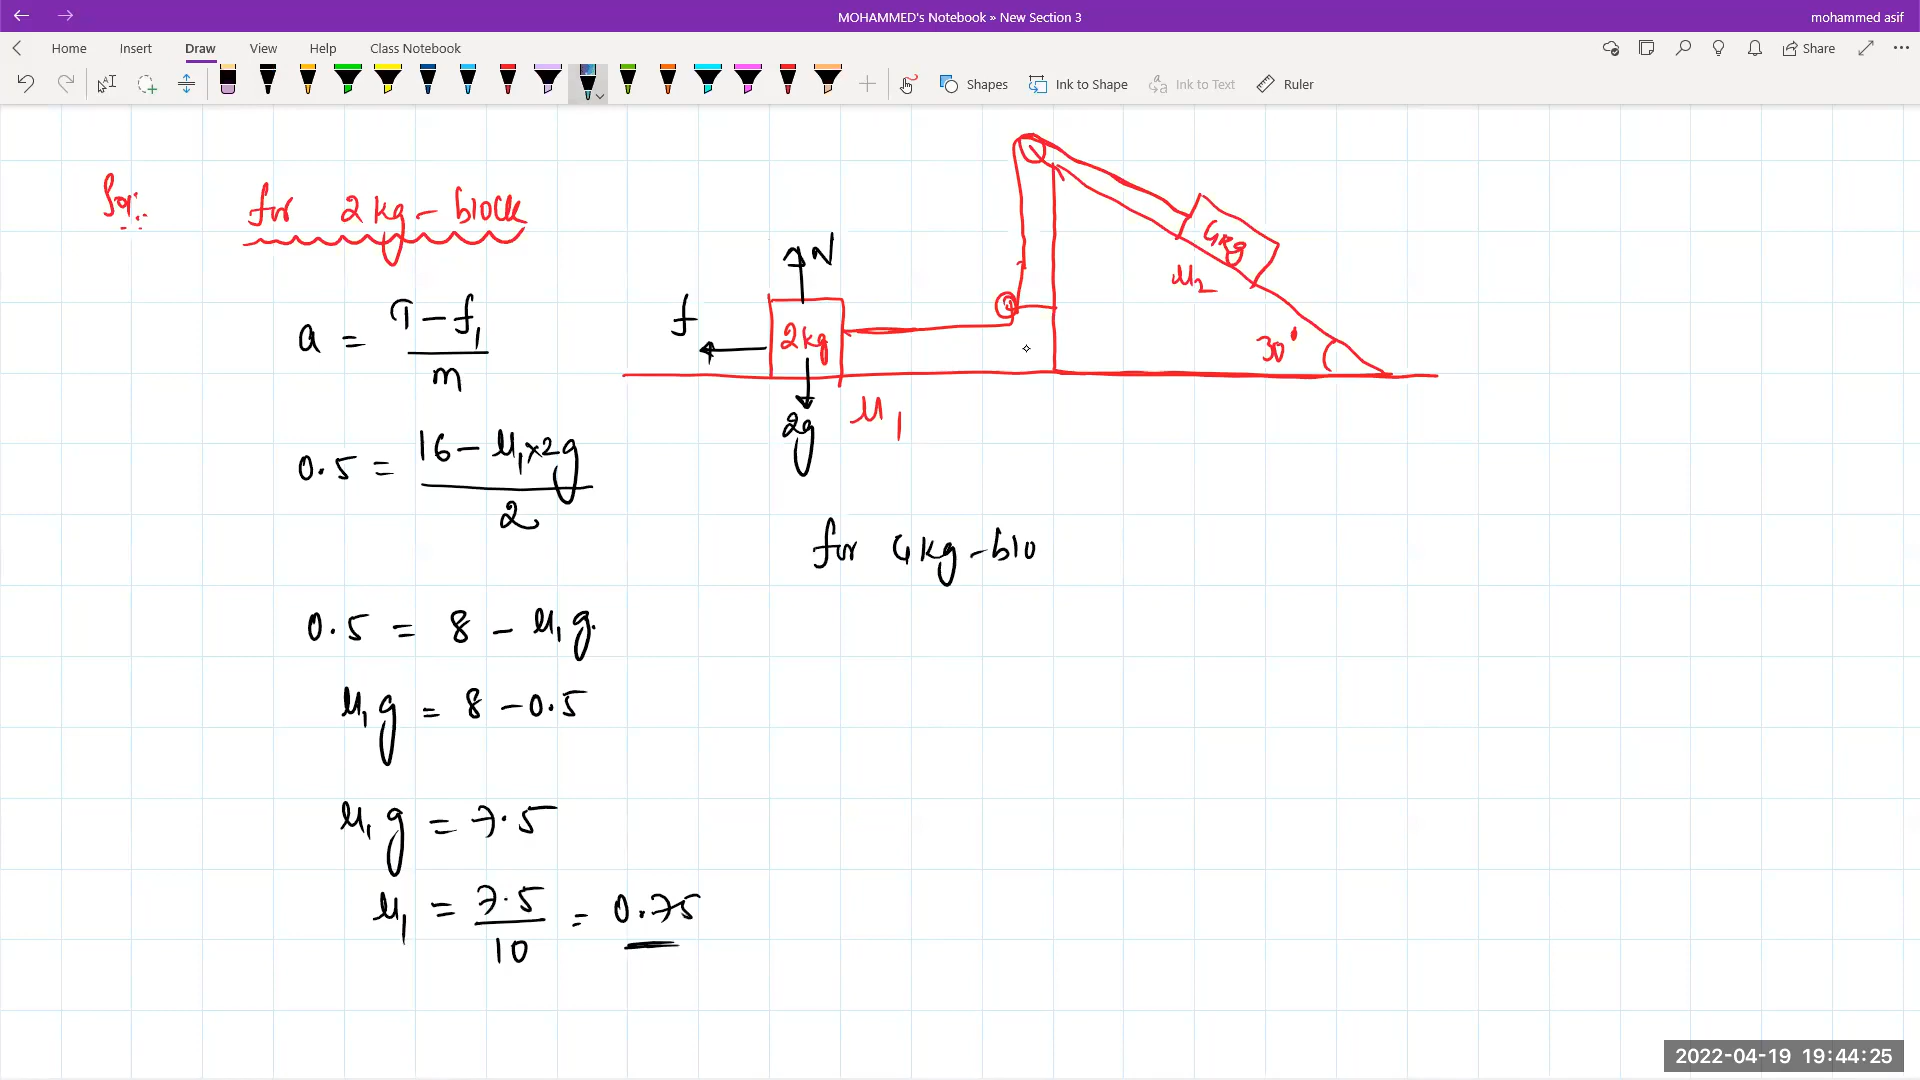 MOHAMMED's Notebook » New Section 3
mohammed asif
Home Insert Draw View Help Class Notebook
Share
Shapes Ink to Shape Ink to Text Ruler
Sol:
for 2kg - block
a = T - f₁ / m
0.5 = 16 - μ₁×2g / 2
0.5 = 8 - μ₁g
μ₁g = 8 - 0.5
μ₁g = 7.5
μ₁ = 7.5 / 10 = 0.75
N
f
2kg
2g
μ₁
4kg
μ₂
30°
for 4kg - blo
2022-04-19 19:44:25